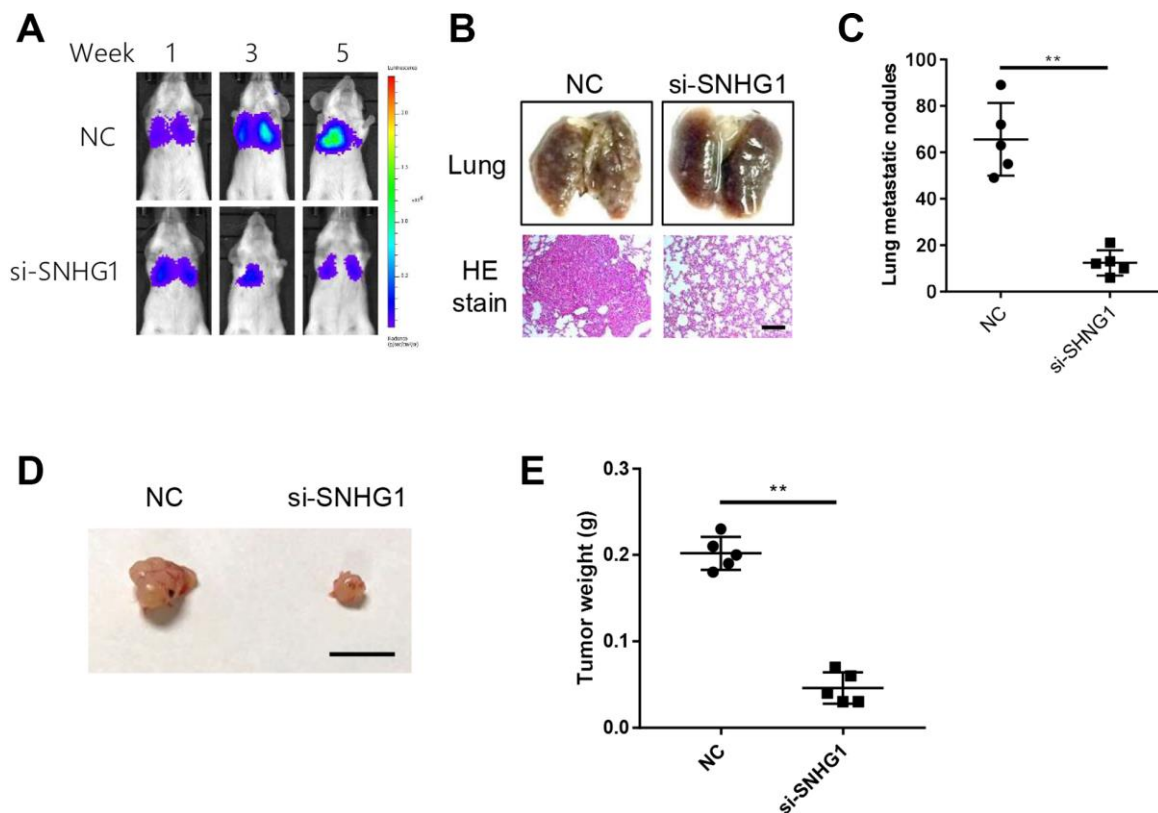 A
Week 1 3 5
NC
si-SNHG1
Luminescence
B
NC si-SNHG1
Lung
HE
stain
C
Lung metastatic nodules
100
80
60
40
20
0
**
NC
si-SHNG1
D
NC si-SNHG1
E
Tumor weight (g)
0.3
0.2
0.1
0.0
**
NC
si-SNHG1